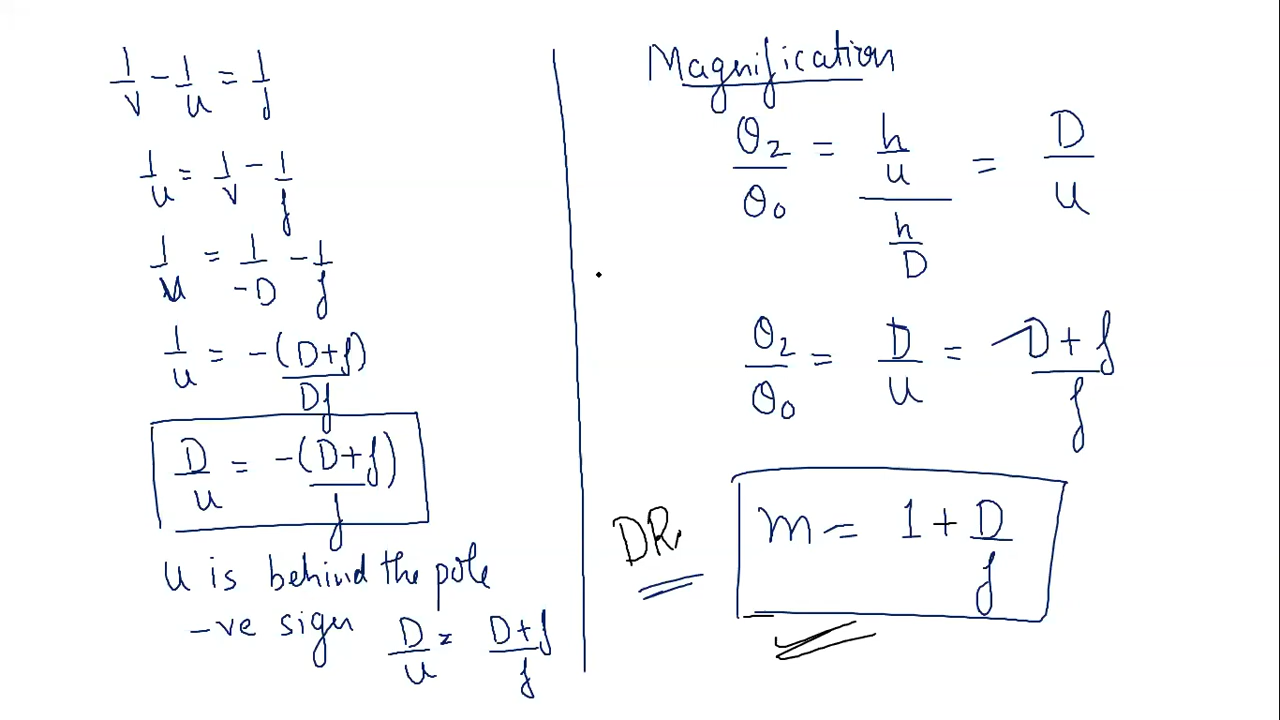 1/v - 1/u = 1/f
1/u = 1/v - 1/f
1/u = 1/-D - 1/f
1/u = -(D+f)/Df
D/u = -(D+f)/f
u is behind the pole
-ve sign D/u = D+f/f
Magnification
θ2/θ0 = h/u / h/D = D/u
θ2/θ0 = D/u = D+f/f
DR
m = 1 + D/f